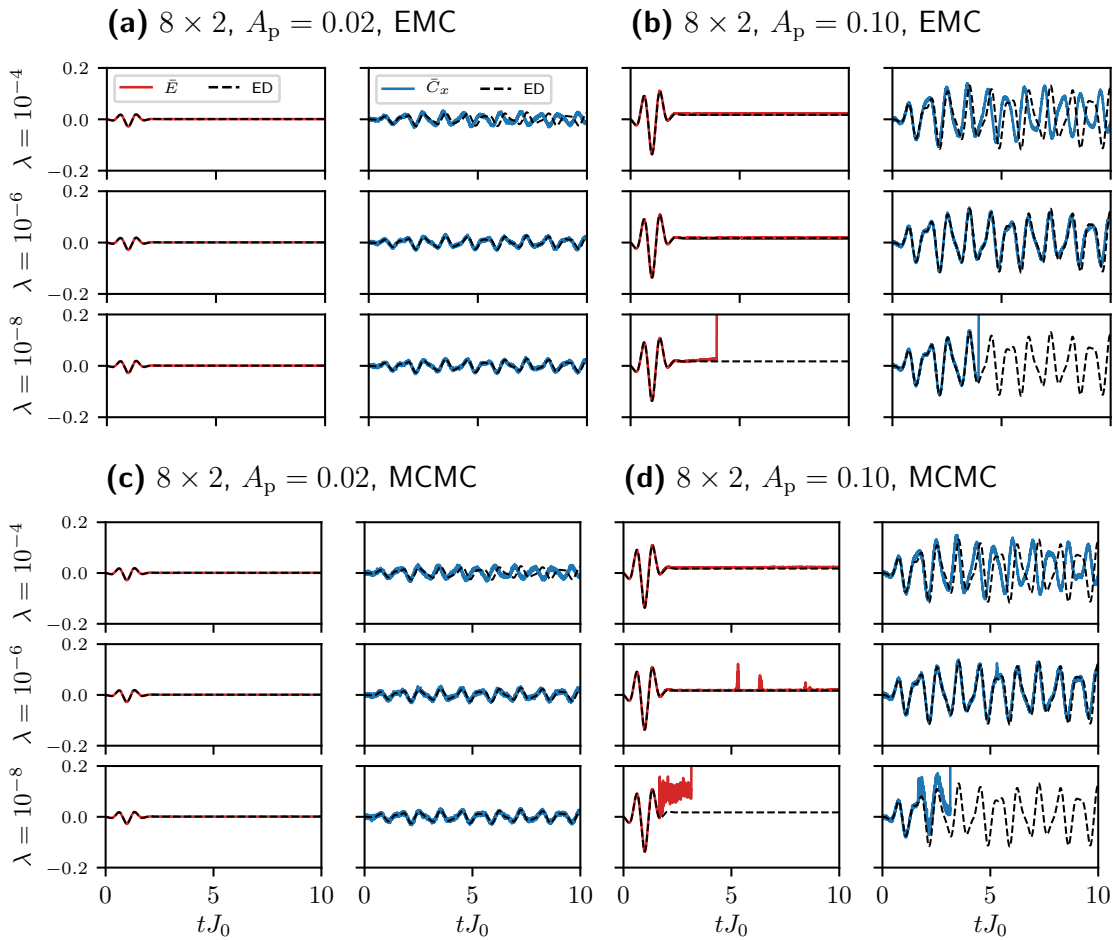 (a) 8 × 2, A_p = 0.02, EMC
(b) 8 × 2, A_p = 0.10, EMC
λ = 10^−4
0.2
0.0
−0.2
Ē
ED
C̄_x
ED
λ = 10^−6
0.2
0.0
−0.2
λ = 10^−8
0.2
0.0
−0.2
(c) 8 × 2, A_p = 0.02, MCMC
(d) 8 × 2, A_p = 0.10, MCMC
λ = 10^−4
0.2
0.0
−0.2
λ = 10^−6
0.2
0.0
−0.2
λ = 10^−8
0.2
0.0
−0.2
0 5 10
0 5 10
0 5 10
0 5 10
tJ_0
tJ_0
tJ_0
tJ_0